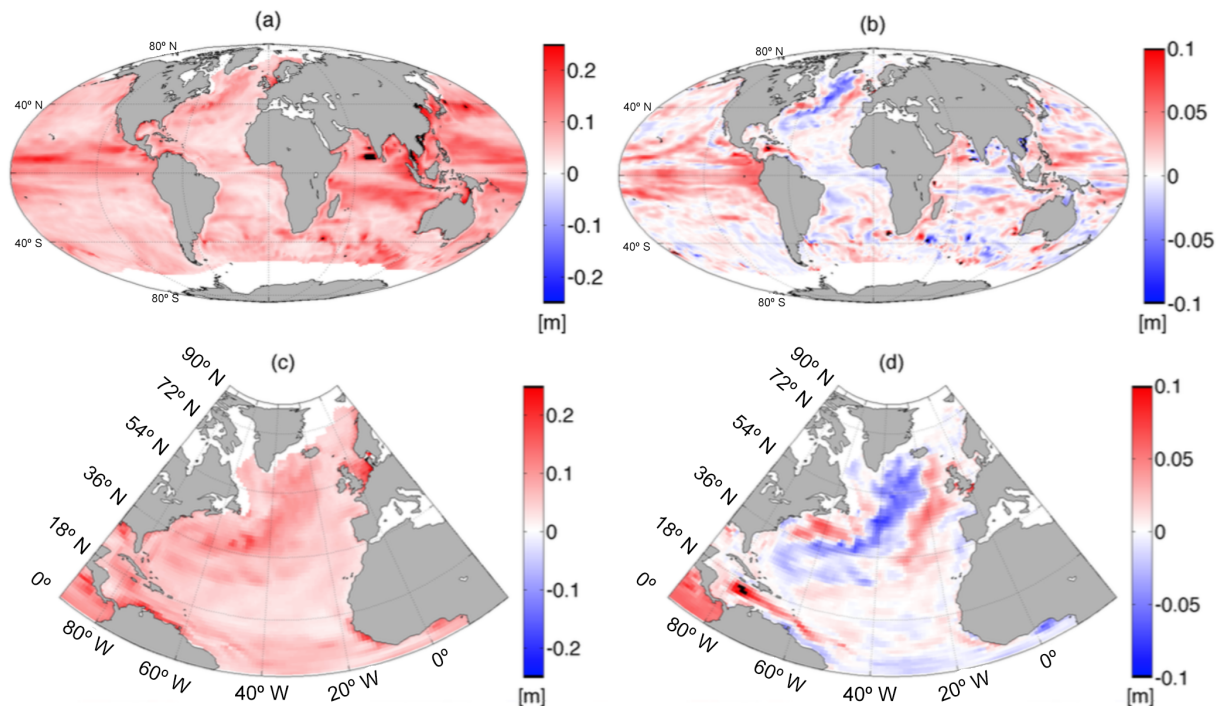 (a)
80° N
40° N
0
40° S
80° S
0.2
0.1
0
-0.1
-0.2
[m]
(b)
80° N
40° N
0
40° S
80° S
0.1
0.05
0
-0.05
-0.1
[m]
(c)
90° N
72° N
54° N
36° N
18° N
0°
80° W
60° W
40° W
20° W
0°
0.2
0.1
0
-0.1
-0.2
[m]
(d)
90° N
72° N
54° N
36° N
18° N
0°
80° W
60° W
40° W
20° W
0°
0.1
0.05
0
-0.05
-0.1
[m]